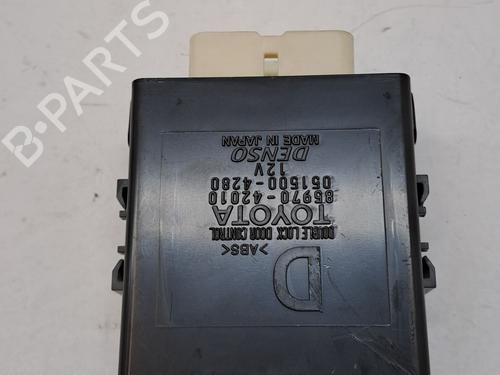 B-PARTS
D
>ABS<
DOUBLE LOCK DOOR CONTROL
TOYOTA
85970-42010
051500-4280
12V
DENSO
MADE IN JAPAN